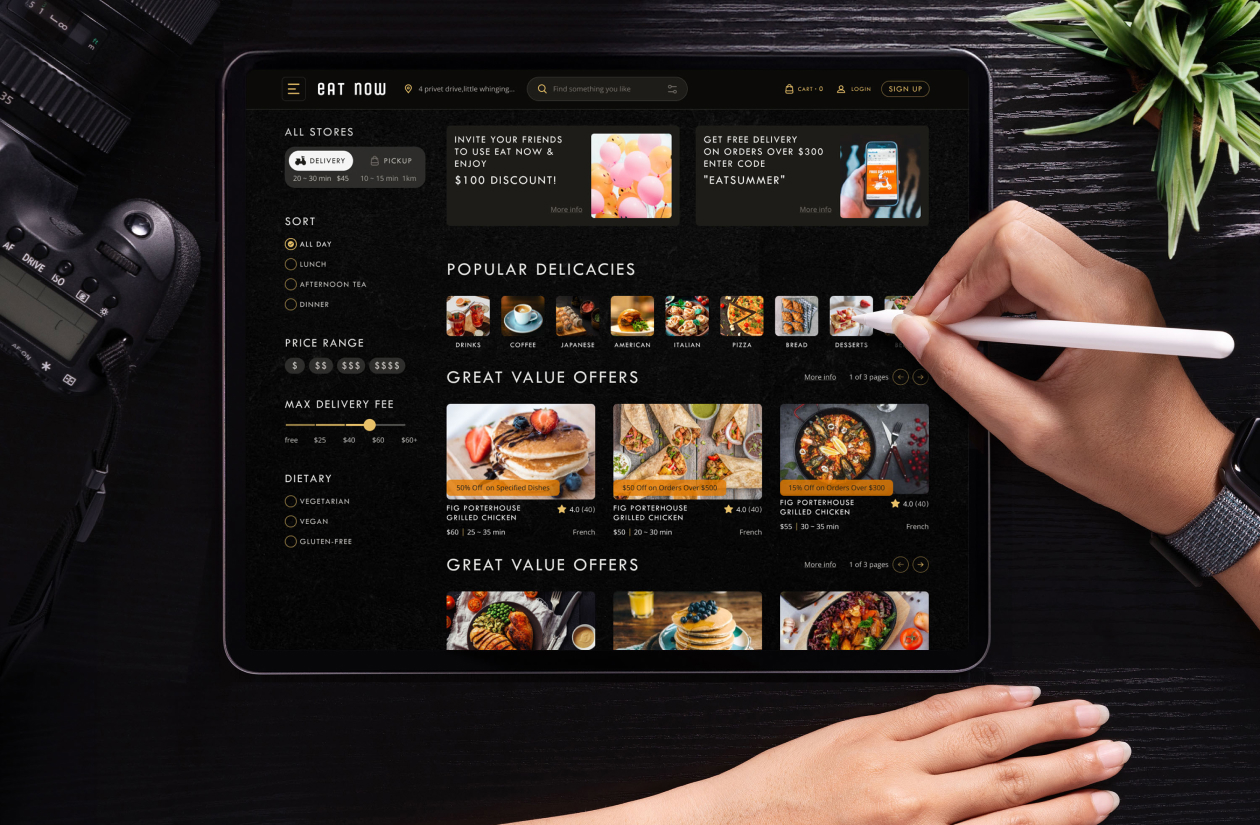 35
AF
DRIVE
ISO
AF-ON
EAT NOW
4 privet drive,little whinging...
Find something you like
CART • 0
LOGIN
SIGN UP
ALL STORES
DELIVERY
PICKUP
20 – 30 min $45
10 – 15 min 1km
SORT
ALL DAY
LUNCH
AFTERNOON TEA
DINNER
PRICE RANGE
$ $$ $$$ $$$$
MAX DELIVERY FEE
free $25 $40 $60 $60+
DIETARY
VEGETARIAN
VEGAN
GLUTEN-FREE
INVITE YOUR FRIENDS
TO USE EAT NOW &
ENJOY
$100 DISCOUNT!
More info
GET FREE DELIVERY
ON ORDERS OVER $300
ENTER CODE
"EATSUMMER"
More info
FREE DELIVERY
POPULAR DELICACIES
DRINKS COFFEE JAPANESE AMERICAN ITALIAN PIZZA BREAD DESSERTS
GREAT VALUE OFFERS
More info 1 of 3 pages
50% Off on Specified Dishes
FIG PORTERHOUSE
GRILLED CHICKEN
4.0 (40)
$60 | 25 – 35 min French
$50 Off on Orders Over $500
FIG PORTERHOUSE
GRILLED CHICKEN
4.0 (40)
$50 | 20 – 30 min French
15% Off on Orders Over $300
FIG PORTERHOUSE
GRILLED CHICKEN
4.0 (40)
$55 | 30 – 35 min French
GREAT VALUE OFFERS
More info 1 of 3 pages